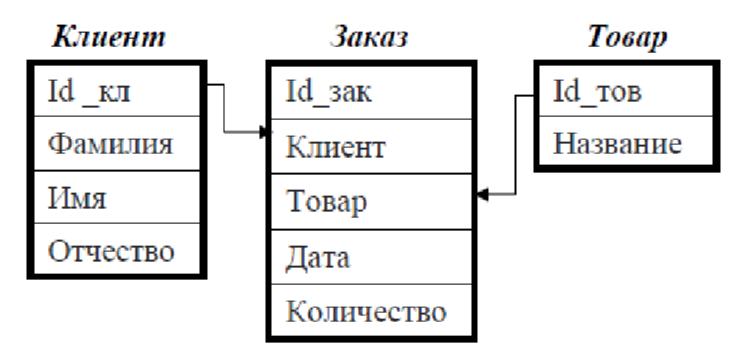 Клиент
Id _кл
Фамилия
Имя
Отчество
Заказ
Id_зак
Клиент
Товар
Дата
Количество
Товар
Id_тов
Название